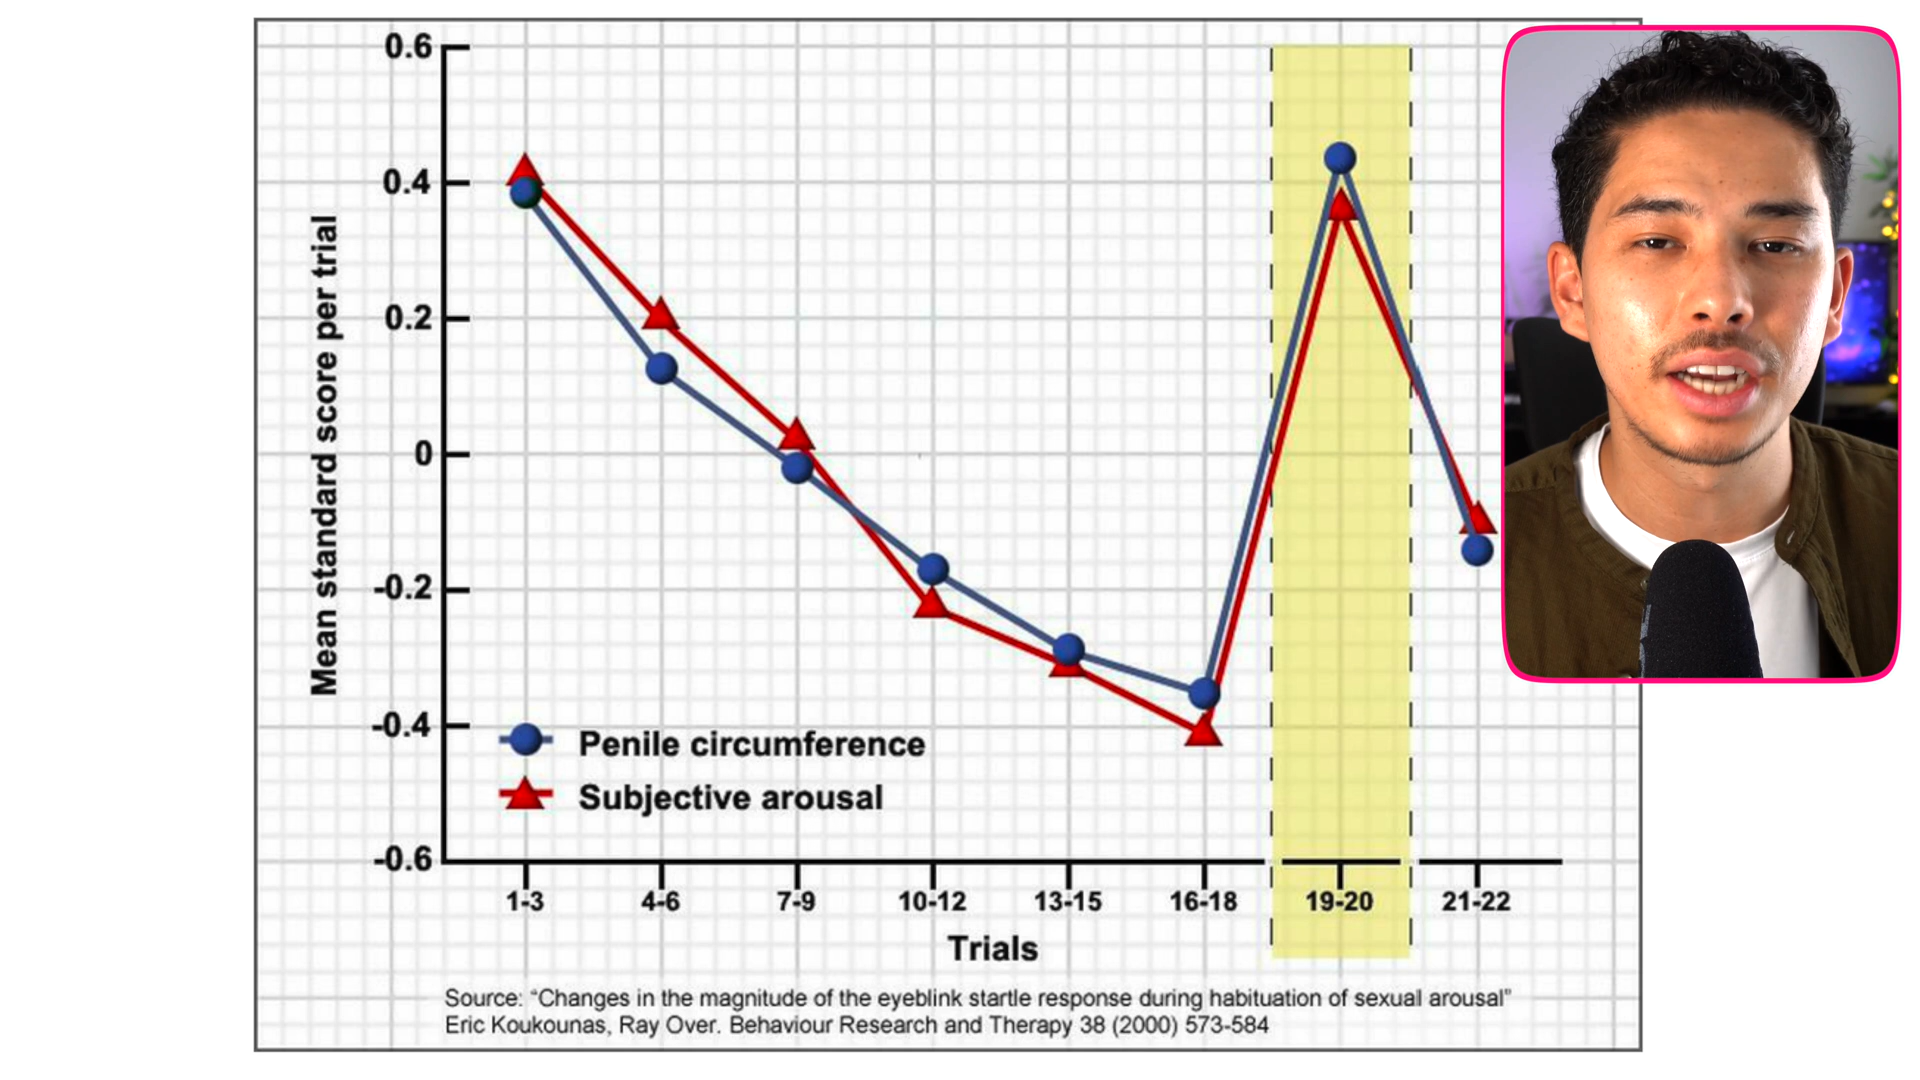 0.6
0.4
0.2
0
-0.2
-0.4
-0.6
Mean standard score per trial
Penile circumference
Subjective arousal
1-3 4-6 7-9 10-12 13-15 16-18 19-20 21-22
Trials
Source: “Changes in the magnitude of the eyeblink startle response during habituation of sexual arousal”
Eric Koukounas, Ray Over. Behaviour Research and Therapy 38 (2000) 573-584